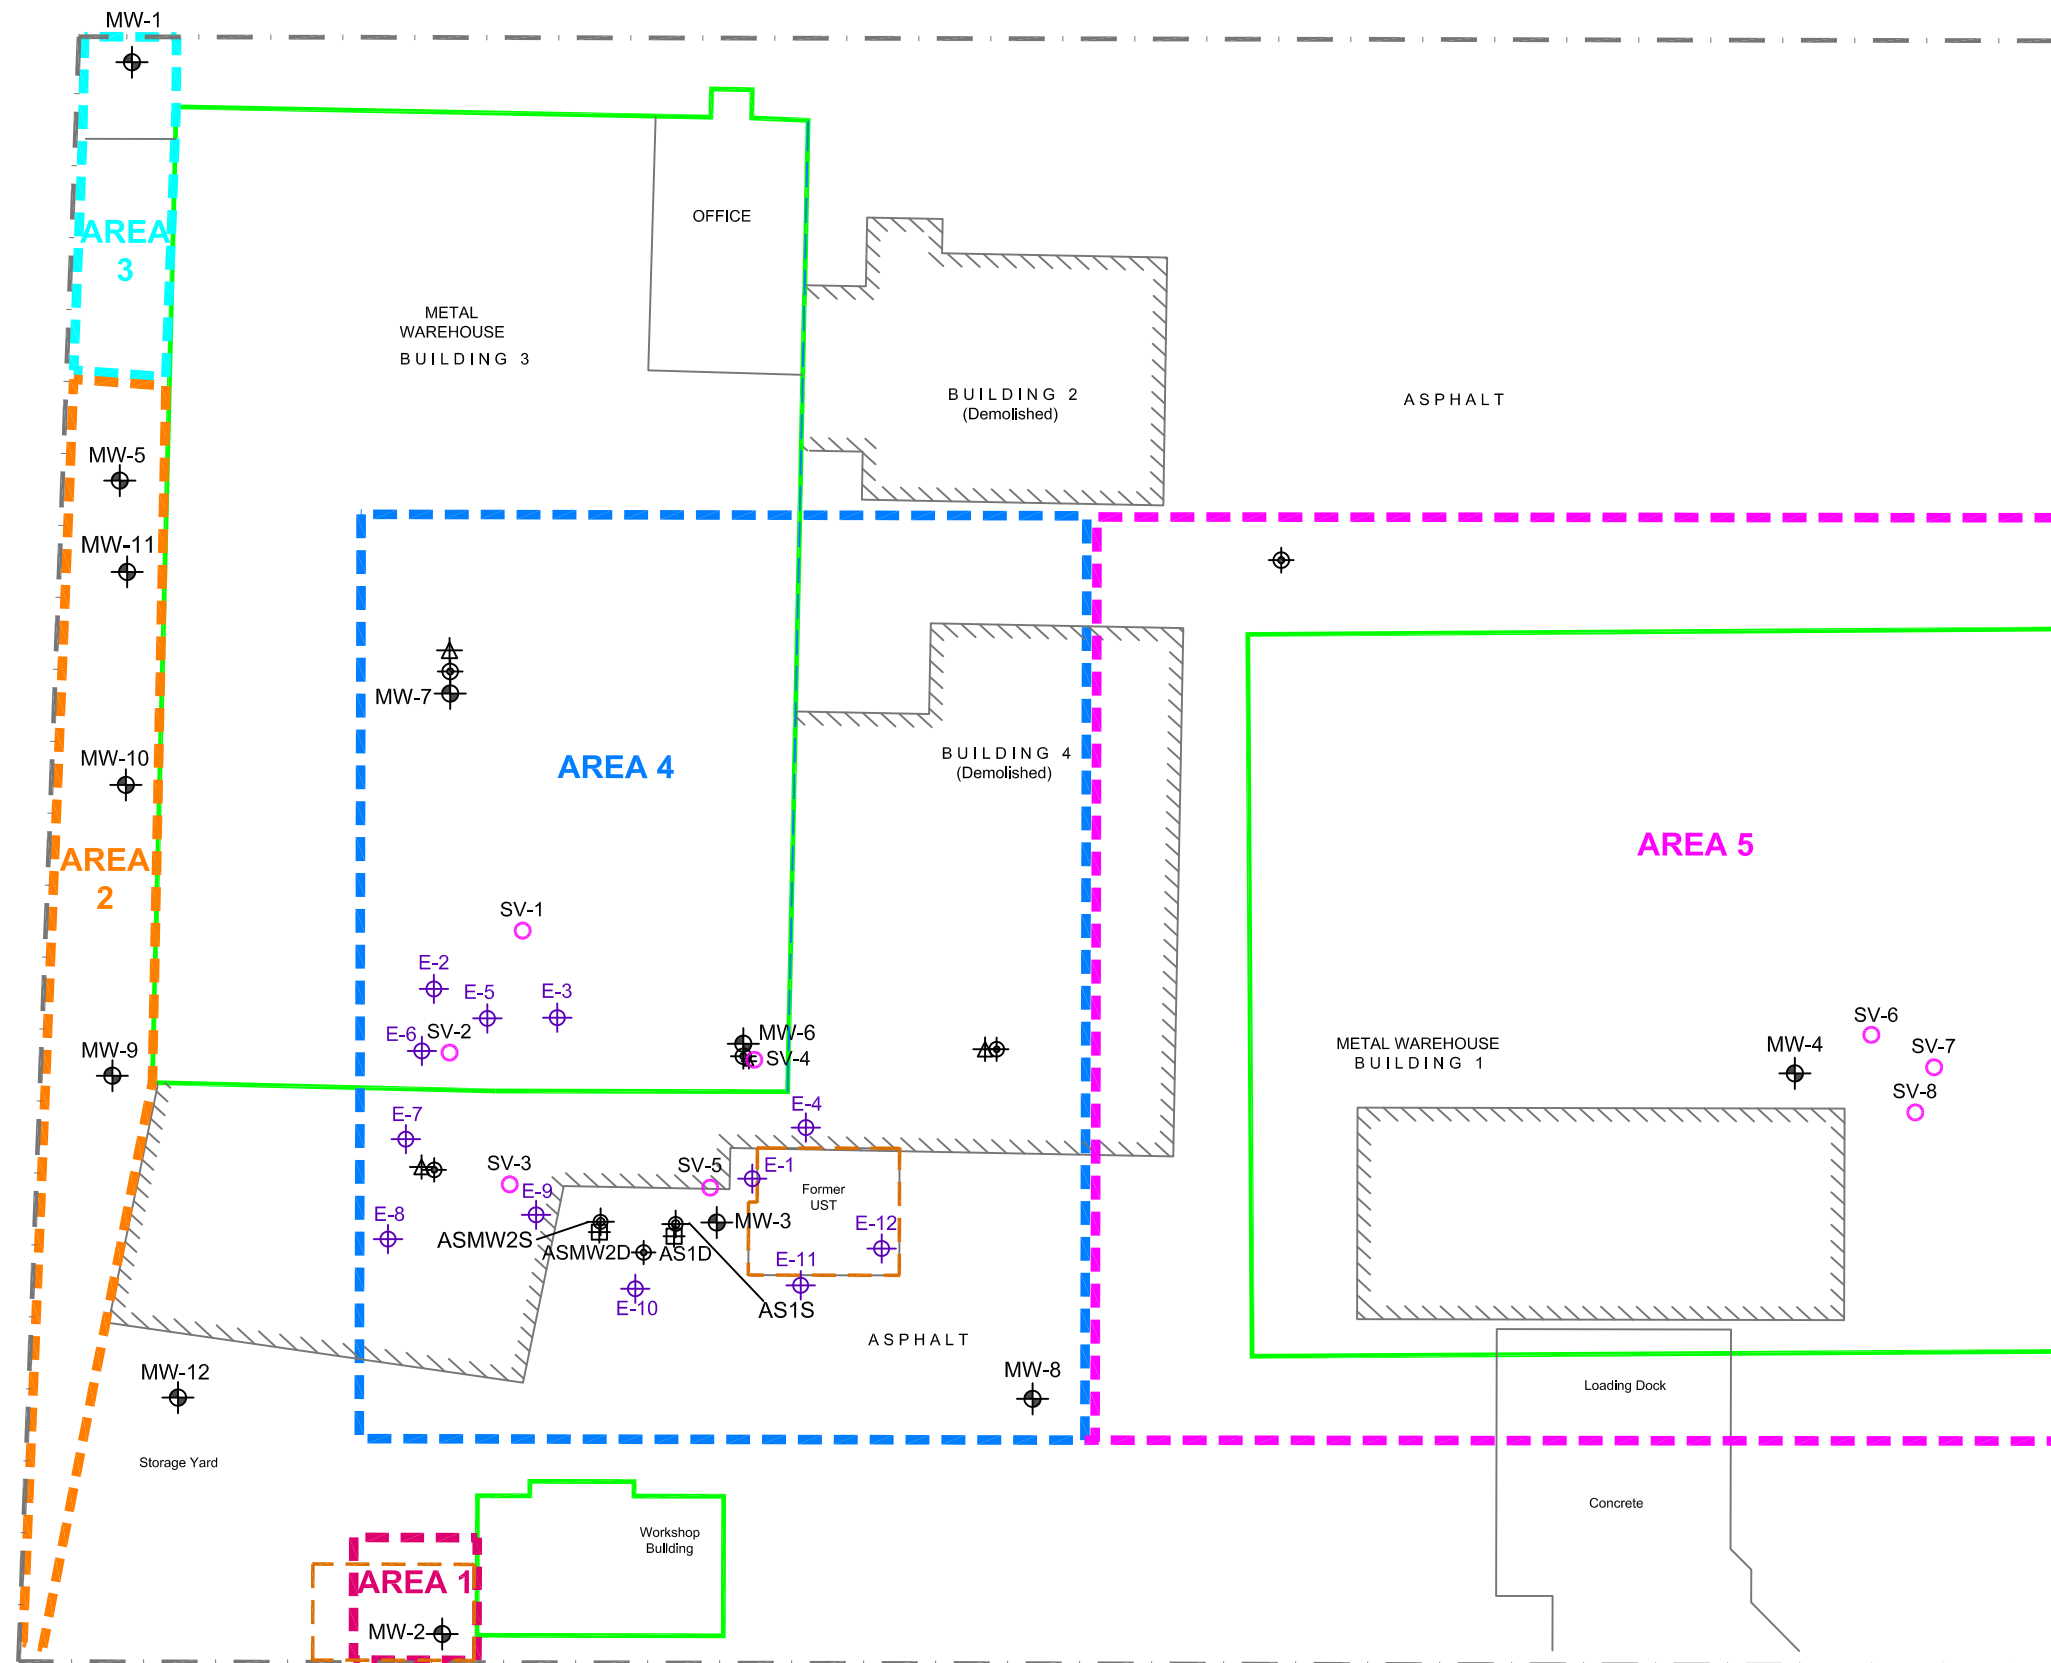 MW-1
OFFICE
AREA
3
METAL
WAREHOUSE
BUILDING 3
BUILDING 2
(Demolished)
ASPHALT
MW-5
MW-11
MW-7
MW-10
AREA 4
BUILDING 4
(Demolished)
AREA 5
AREA
2
SV-1
E-2
E-5
E-3
E-6
SV-2
MW-6
SV-4
MW-9
METAL WAREHOUSE
BUILDING 1
MW-4
SV-6
SV-7
SV-8
E-7
E-4
SV-3
SV-5
E-1
Former
UST
E-9
E-8
ASMW2S
ASMW2D
AS1D
MW-3
E-12
E-11
E-10
AS1S
ASPHALT
MW-12
MW-8
Loading Dock
Storage Yard
Concrete
Workshop
Building
AREA 1
MW-2